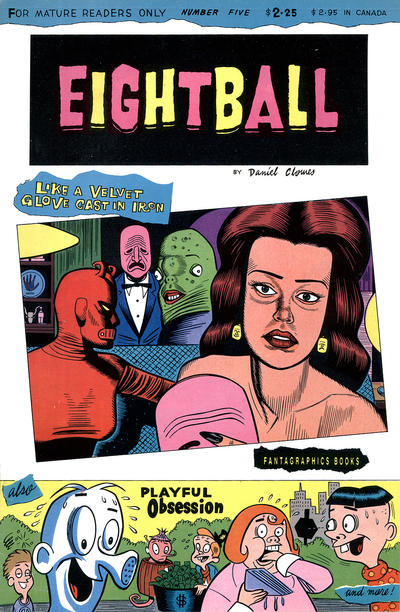 FOR MATURE READERS ONLY NUMBER FIVE $2.25 $2.95 IN CANADA
EIGHTBALL
BY Daniel Clowes
LIKE A VELVET
GLOVE CAST IN IRON
FANTAGRAPHICS BOOKS
also
PLAYFUL
Obsession
$
and more!